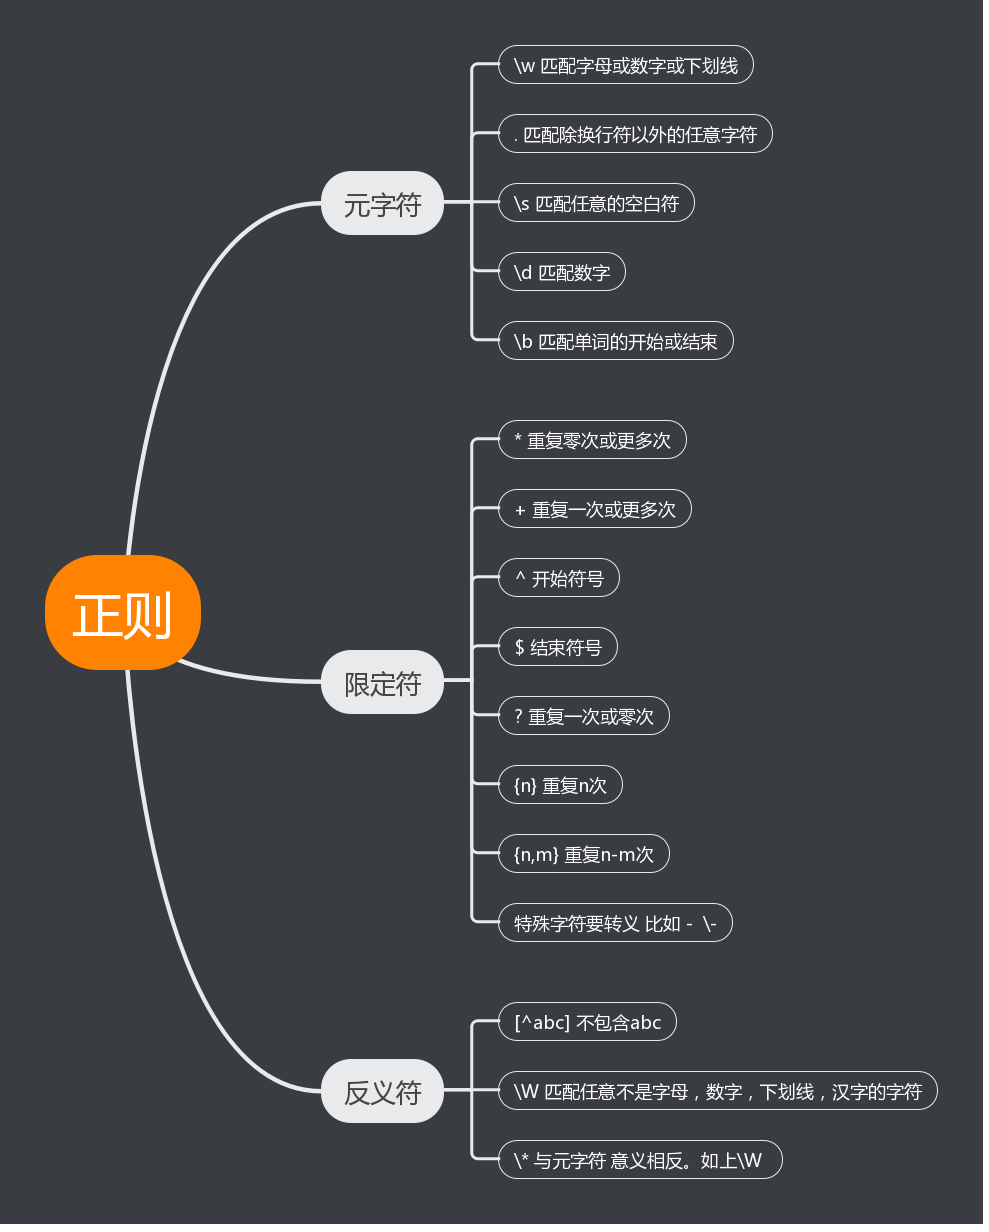 正则
元字符
\w 匹配字母或数字或下划线
. 匹配除换行符以外的任意字符
\s 匹配任意的空白符
\d 匹配数字
\b 匹配单词的开始或结束
限定符
* 重复零次或更多次
+ 重复一次或更多次
^ 开始符号
$ 结束符号
? 重复一次或零次
{n} 重复n次
{n,m} 重复n-m次
特殊字符要转义 比如 - \-
反义符
[^abc] 不包含abc
\W 匹配任意不是字母，数字，下划线，汉字的字符
\* 与元字符 意义相反。如上\W